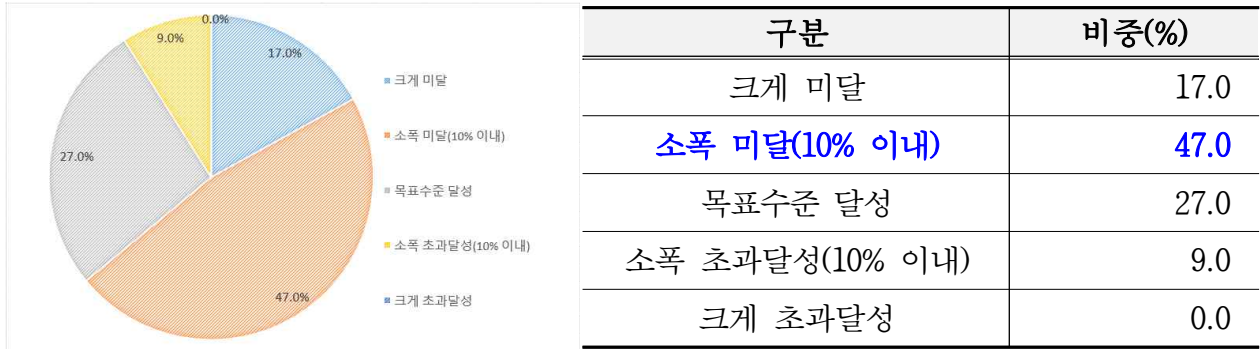 0.0%
9.0%
17.0%
27.0%
47.0%
크게 미달
소폭 미달(10% 이내)
목표수준 달성
소폭 초과달성(10% 이내)
크게 초과달성
구분 비중(%)
크게 미달 17.0
소폭 미달(10% 이내) 47.0
목표수준 달성 27.0
소폭 초과달성(10% 이내) 9.0
크게 초과달성 0.0